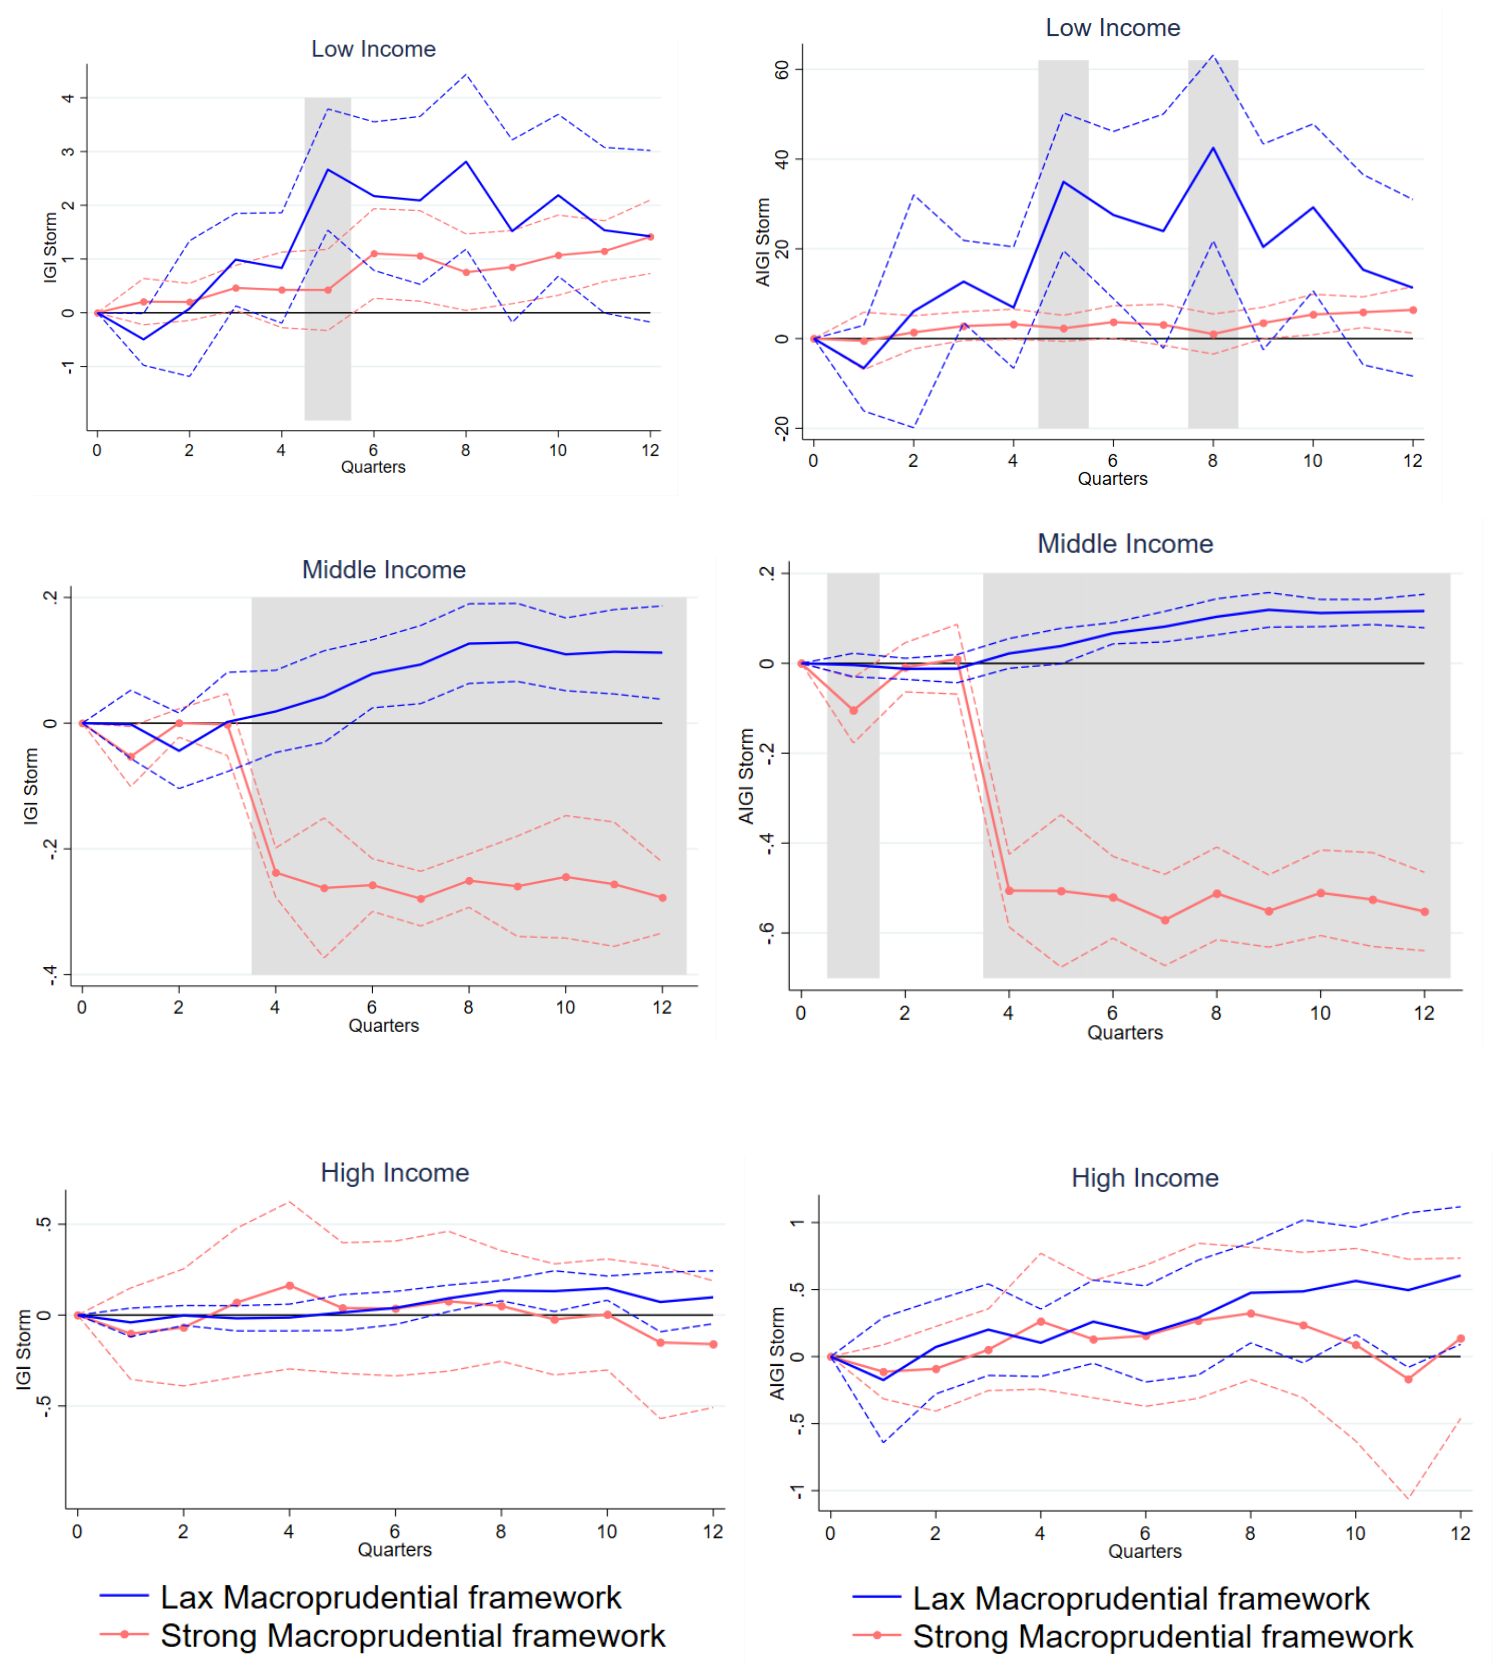 Low Income
IGI Storm
4
3
2
1
0
-1
0 2 4 6 8 10 12
Quarters
Low Income
AIGI Storm
60
40
20
0
-20
0 2 4 6 8 10 12
Quarters
Middle Income
IGI Storm
.2
0
-.2
-.4
0 2 4 6 8 10 12
Quarters
Middle Income
AIGI Storm
.2
0
-.2
-.4
-.6
0 2 4 6 8 10 12
Quarters
High Income
IGI Storm
.5
0
-.5
0 2 4 6 8 10 12
Quarters
High Income
AIGI Storm
1
.5
0
-.5
-1
0 2 4 6 8 10 12
Quarters
Lax Macroprudential framework
Strong Macroprudential framework
Lax Macroprudential framework
Strong Macroprudential framework